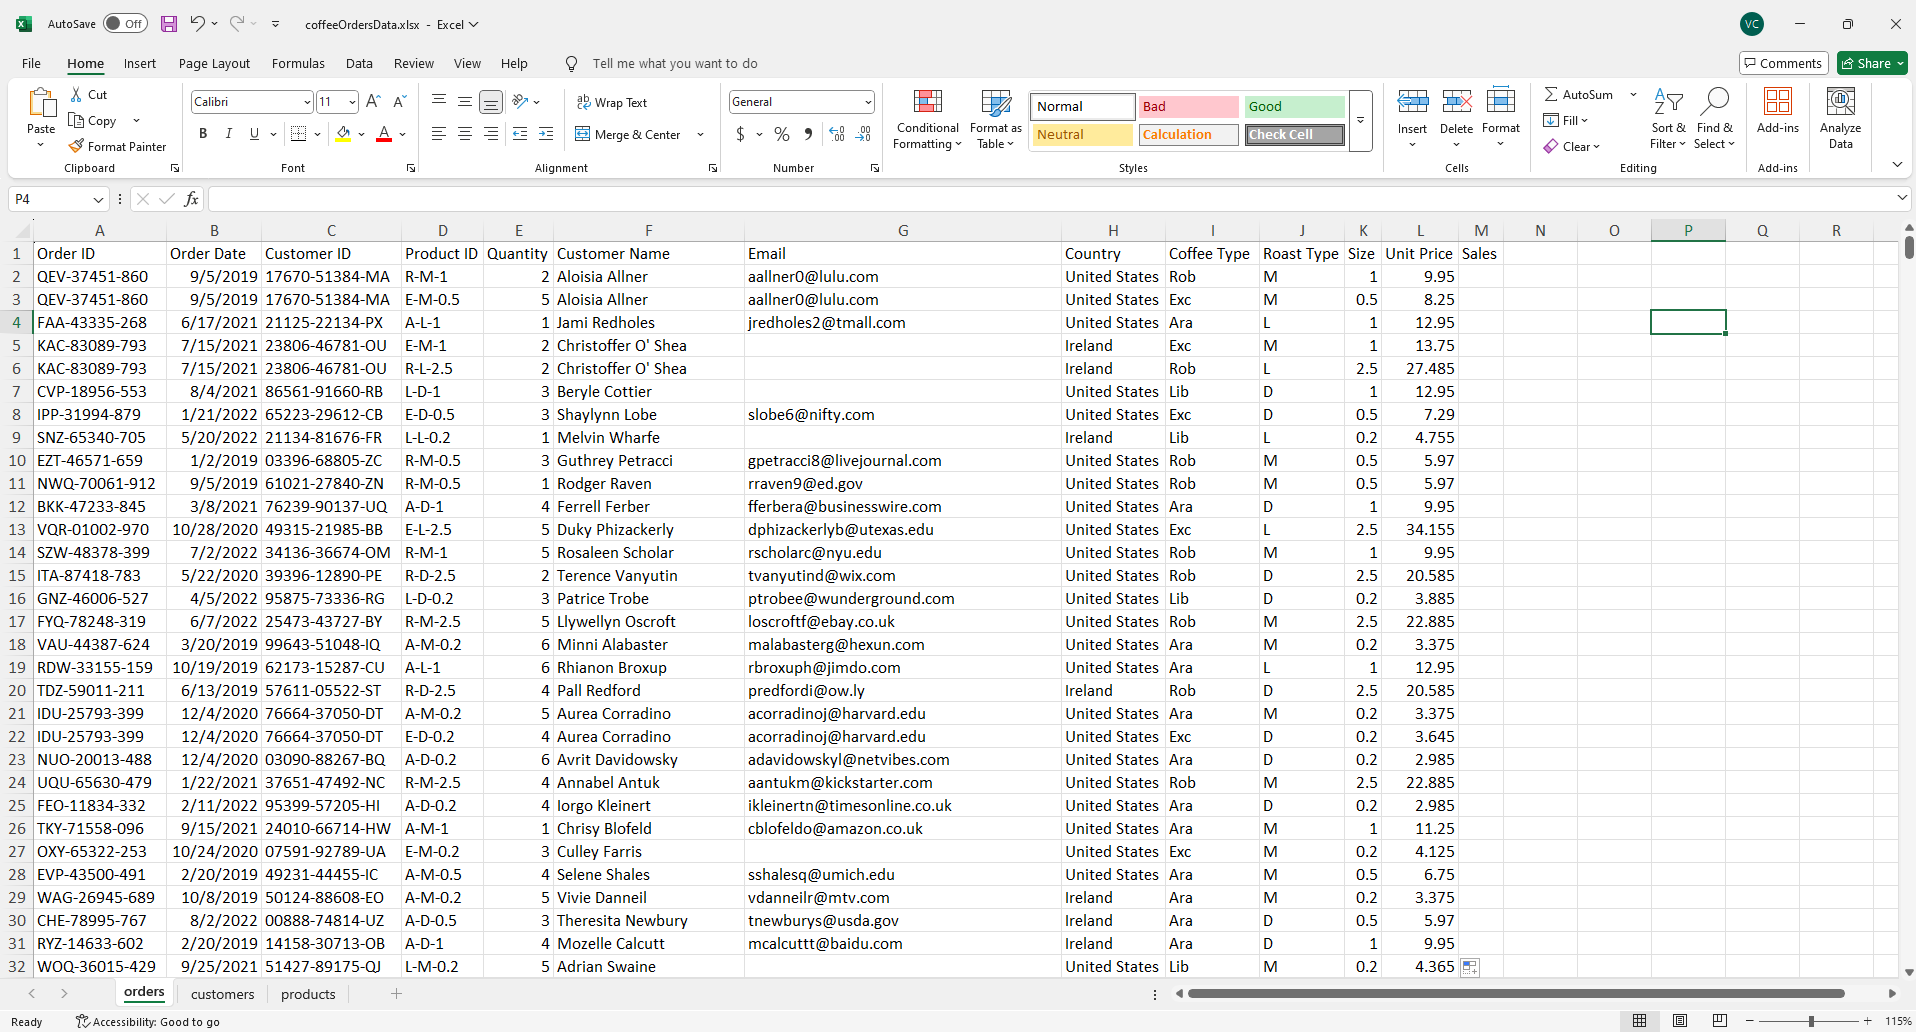 AutoSave Off coffeeOrdersData.xlsx - Excel VC
File Home Insert Page Layout Formulas Data Review View Help Tell me what you want to do Comments Share
Paste Cut Copy Format Painter Clipboard
Calibri 11 A A B I U A Font
ab Wrap Text Merge & Center Alignment
General $ % 9 Number
Conditional Formatting Format as Table Normal Bad Good Neutral Calculation Check Cell Styles
Insert Delete Format Cells
AutoSum Fill Clear Sort & Filter Find & Select Editing
Add-ins Add-ins Analyze Data
P4 fx
A B C D E F G H I J K L M N O P Q R
1 Order ID Order Date Customer ID Product ID Quantity Customer Name Email Country Coffee Type Roast Type Size Unit Price Sales
2 QEV-37451-860 9/5/2019 17670-51384-MA R-M-1 2 Aloisia Allner aallner0@lulu.com United States Rob M 1 9.95
3 QEV-37451-860 9/5/2019 17670-51384-MA E-M-0.5 5 Aloisia Allner aallner0@lulu.com United States Exc M 0.5 8.25
4 FAA-43335-268 6/17/2021 21125-22134-PX A-L-1 1 Jami Redholes jredholes2@tmall.com United States Ara L 1 12.95
5 KAC-83089-793 7/15/2021 23806-46781-OU E-M-1 2 Christoffer O' Shea Ireland Exc M 1 13.75
6 KAC-83089-793 7/15/2021 23806-46781-OU R-L-2.5 2 Christoffer O' Shea Ireland Rob L 2.5 27.485
7 CVP-18956-553 8/4/2021 86561-91660-RB L-D-1 3 Beryle Cottier United States Lib D 1 12.95
8 IPP-31994-879 1/21/2022 65223-29612-CB E-D-0.5 3 Shaylynn Lobe slobe6@nifty.com United States Exc D 0.5 7.29
9 SNZ-65340-705 5/20/2022 21134-81676-FR L-L-0.2 1 Melvin Wharfe Ireland Lib L 0.2 4.755
10 EZT-46571-659 1/2/2019 03396-68805-ZC R-M-0.5 3 Guthrey Petracci gpetracci8@livejournal.com United States Rob M 0.5 5.97
11 NWQ-70061-912 9/5/2019 61021-27840-ZN R-M-0.5 1 Rodger Raven rraven9@ed.gov United States Rob M 0.5 5.97
12 BKK-47233-845 3/8/2021 76239-90137-UQ A-D-1 4 Ferrell Ferber fferbera@businesswire.com United States Ara D 1 9.95
13 VQR-01002-970 10/28/2020 49315-21985-BB E-L-2.5 5 Duky Phizackerly dphizackerlyb@utexas.edu United States Exc L 2.5 34.155
14 SZW-48378-399 7/2/2022 34136-36674-OM R-M-1 5 Rosaleen Scholar rscholarc@nyu.edu United States Rob M 1 9.95
15 ITA-87418-783 5/22/2020 39396-12890-PE R-D-2.5 2 Terence Vanyutin tvanyutind@wix.com United States Rob D 2.5 20.585
16 GNZ-46006-527 4/5/2022 95875-73336-RG L-D-0.2 3 Patrice Trobe ptrobee@wunderground.com United States Lib D 0.2 3.885
17 FYQ-78248-319 6/7/2022 25473-43727-BY R-M-2.5 5 Llywellyn Oscroft loscroftf@ebay.co.uk United States Rob M 2.5 22.885
18 VAU-44387-624 3/20/2019 99643-51048-IQ A-M-0.2 6 Minni Alabaster malabasterg@hexun.com United States Ara M 0.2 3.375
19 RDW-33155-159 10/19/2019 62173-15287-CU A-L-1 6 Rhianon Broxup rbroxuph@jimdo.com United States Ara L 1 12.95
20 TDZ-59011-211 6/13/2019 57611-05522-ST R-D-2.5 4 Pall Redford predfordi@ow.ly Ireland Rob D 2.5 20.585
21 IDU-25793-399 12/4/2020 76664-37050-DT A-M-0.2 5 Aurea Corradino acorradinoj@harvard.edu United States Ara M 0.2 3.375
22 IDU-25793-399 12/4/2020 76664-37050-DT E-D-0.2 4 Aurea Corradino acorradinoj@harvard.edu United States Exc D 0.2 3.645
23 NUO-20013-488 12/4/2020 03090-88267-BQ A-D-0.2 6 Avrit Davidowsky adavidowskyl@netvibes.com United States Ara D 0.2 2.985
24 UQU-65630-479 1/22/2021 37651-47492-NC R-M-2.5 4 Annabel Antuk aantukm@kickstarter.com United States Rob M 2.5 22.885
25 FEO-11834-332 2/11/2022 95399-57205-HI A-D-0.2 4 Iorgo Kleinert ikleinertn@timesonline.co.uk United States Ara D 0.2 2.985
26 TKY-71558-096 9/15/2021 24010-66714-HW A-M-1 1 Chrisy Blofeld cblofeldo@amazon.co.uk United States Ara M 1 11.25
27 OXY-65322-253 10/24/2020 07591-92789-UA E-M-0.2 3 Culley Farris United States Exc M 0.2 4.125
28 EVP-43500-491 2/20/2019 49231-44455-IC A-M-0.5 4 Selene Shales sshalesq@umich.edu United States Ara M 0.5 6.75
29 WAG-26945-689 10/8/2019 50124-88608-EO A-M-0.2 5 Vivie Danneil vdanneilr@mtv.com Ireland Ara M 0.2 3.375
30 CHE-78995-767 8/2/2022 00888-74814-UZ A-D-0.5 3 Theresita Newbury tnewburys@usda.gov Ireland Ara D 0.5 5.97
31 RYZ-14633-602 2/20/2019 14158-30713-OB A-D-1 4 Mozelle Calcutt mcalcuttt@baidu.com Ireland Ara D 1 9.95
32 WOQ-36015-429 9/25/2021 51427-89175-QJ L-M-0.2 5 Adrian Swaine United States Lib M 0.2 4.365
orders customers products
Ready Accessibility: Good to go 115%